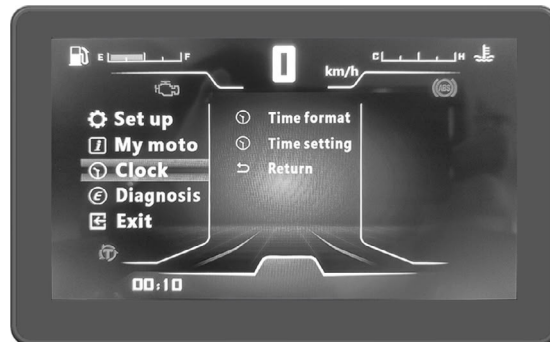 E F
0 km/h
C H
ABS
Set up
My moto
Clock
Diagnosis
Exit
Time format
Time setting
Return
T
00:10